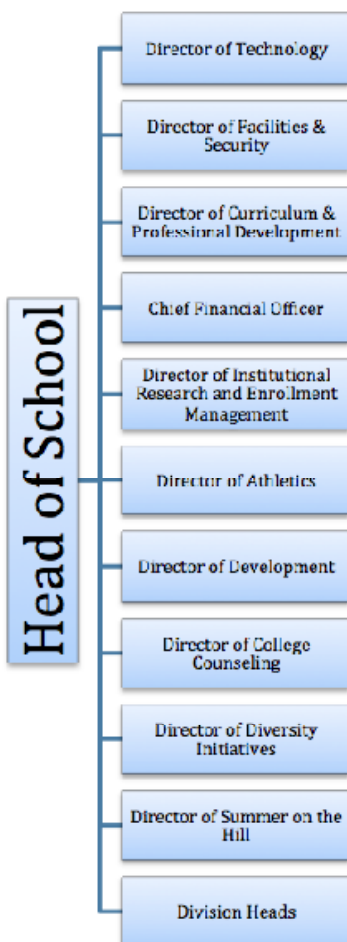 Head of School
Director of Technology
Director of Facilities &
Security
Director of Curriculum &
Professional Development
Chief Financial Officer
Director of Institutional
Research and Enrollment
Management
Director of Athletics
Director of Development
Director of College
Counseling
Director of Diversity
Initiatives
Director of Summer on the
Hill
Division Heads